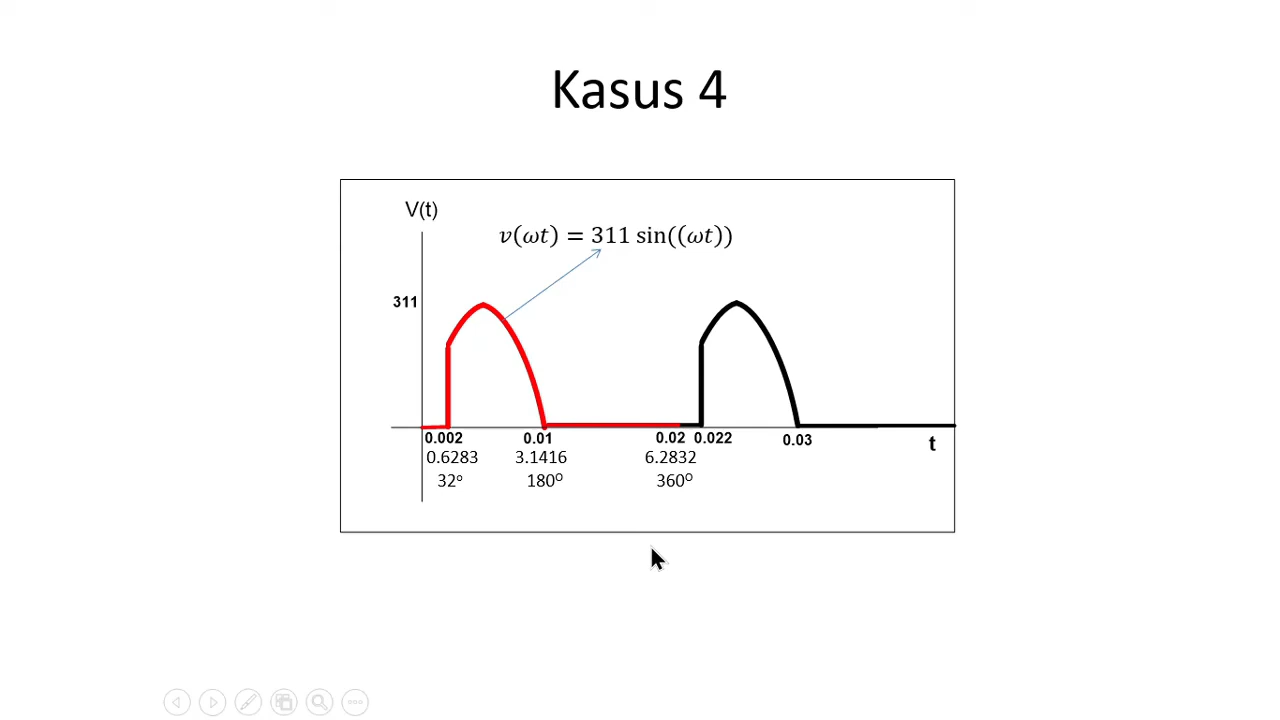 Kasus 4
V(t)
v(ωt) = 311 sin((ωt))
311
0.002 0.01 0.02 0.022 0.03 t
0.6283 3.1416 6.2832
32° 180° 360°